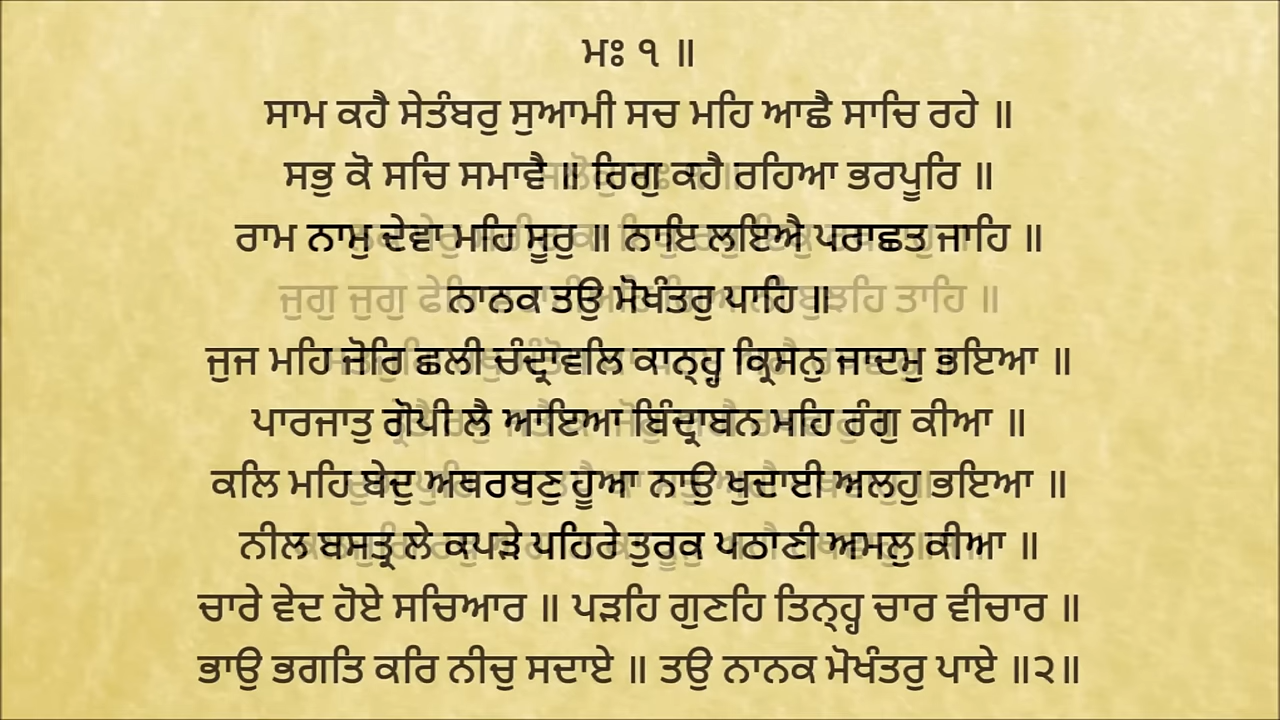 ਮਃ ੧ ॥
ਸਾਮ ਕਹੈ ਸੇਤੰਬਰੁ ਸੁਆਮੀ ਸਚ ਮਹਿ ਆਛੈ ਸਾਚਿ ਰਹੇ ॥
ਸਭੁ ਕੋ ਸਚਿ ਸਮਾਵੈ ॥ ਰਿਗੁ ਕਹੈ ਰਹਿਆ ਭਰਪੂਰਿ ॥
ਰਾਮ ਨਾਮੁ ਦੇਵਾ ਮਹਿ ਸੂਰੁ ॥ ਨਾਇ ਲਇਐ ਪਰਾਛਤ ਜਾਹਿ ॥
ਨਾਨਕ ਤਉ ਮੋਖੰਤਰੁ ਪਾਹਿ ॥
ਜੁਜ ਮਹਿ ਜੋਰਿ ਛਲੀ ਚੰਦ੍ਰਾਵਲਿ ਕਾਨ੍ਹ੍ਹ ਕ੍ਰਿਸਨੁ ਜਾਦਮੁ ਭਇਆ ॥
ਪਾਰਜਾਤੁ ਗੋਪੀ ਲੈ ਆਇਆ ਬਿੰਦ੍ਰਾਬਨ ਮਹਿ ਰੰਗੁ ਕੀਆ ॥
ਕਲਿ ਮਹਿ ਬੇਦੁ ਅਥਰਬਣੁ ਹੂਆ ਨਾਉ ਖੁਦਾਈ ਅਲਹੁ ਭਇਆ ॥
ਨੀਲ ਬਸਤ੍ਰ ਲੇ ਕਪੜੇ ਪਹਿਰੇ ਤੁਰਕ ਪਠਾਣੀ ਅਮਲੁ ਕੀਆ ॥
ਚਾਰੇ ਵੇਦ ਹੋਏ ਸਚਿਆਰ ॥ ਪੜਹਿ ਗੁਣਹਿ ਤਿਨ੍ਹ੍ਹ ਚਾਰ ਵੀਚਾਰ ॥
ਭਾਉ ਭਗਤਿ ਕਰਿ ਨੀਚੁ ਸਦਾਏ ॥ ਤਉ ਨਾਨਕ ਮੋਖੰਤਰੁ ਪਾਏ ॥੨॥